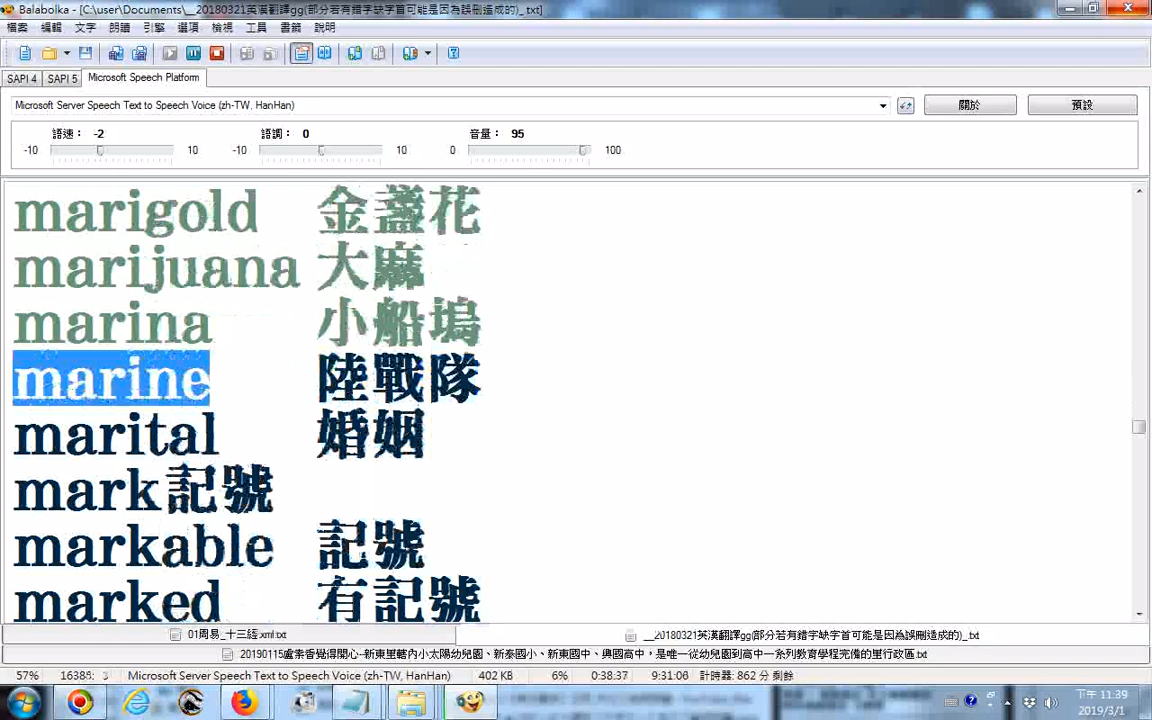 Balabolka - [C:\user\Documents\__20180321英漢翻譯gg(部分若有錯字缺字首可能是因為誤刪造成的)_.txt]
檔案 編輯 文字 朗讀 引擎 選項 檢視 工具 書籤 說明
SAPI 4 SAPI 5 Microsoft Speech Platform
Microsoft Server Speech Text to Speech Voice (zh-TW, HanHan) 關於 預設
語速： -2 語調： 0 音量： 95
-10 10 -10 10 0 100
marigold 金盞花
marijuana 大麻
marina 小船塢
marine 陸戰隊
marital 婚姻
mark記號
markable 記號
marked 有記號
01周易_十三經.xml.txt __20180321英漢翻譯gg(部分若有錯字缺字首可能是因為誤刪造成的)_.txt
20190115盧素香覺得開心-新東里轄內小太陽幼兒園、新泰國小、新東國中、興國高中，是唯一從幼兒園到高中一系列教育學程完備的里行政區.txt
57% 16385: Microsoft Server Speech Text to Speech Voice (zh-TW, HanHan) 402 KB 6% 0:38:37 9:31:08 計時器: 862 分 剩餘
下午 11:39
2019/3/1